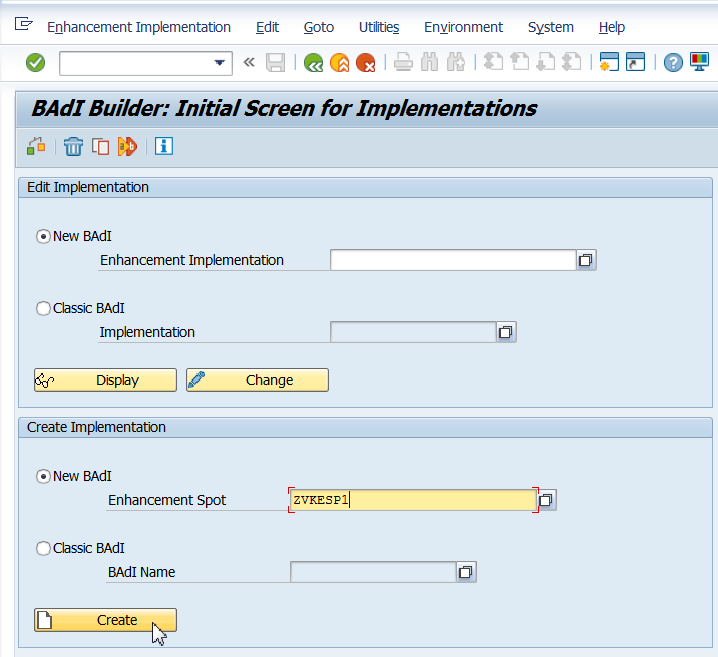 Enhancement Implementation Edit Goto Utilities Environment System Help
BAdI Builder: Initial Screen for Implementations
Edit Implementation
New BAdI
Enhancement Implementation
Classic BAdI
Implementation
Display Change
Create Implementation
New BAdI
Enhancement Spot ZVKESP1
Classic BAdI
BAdI Name
Create